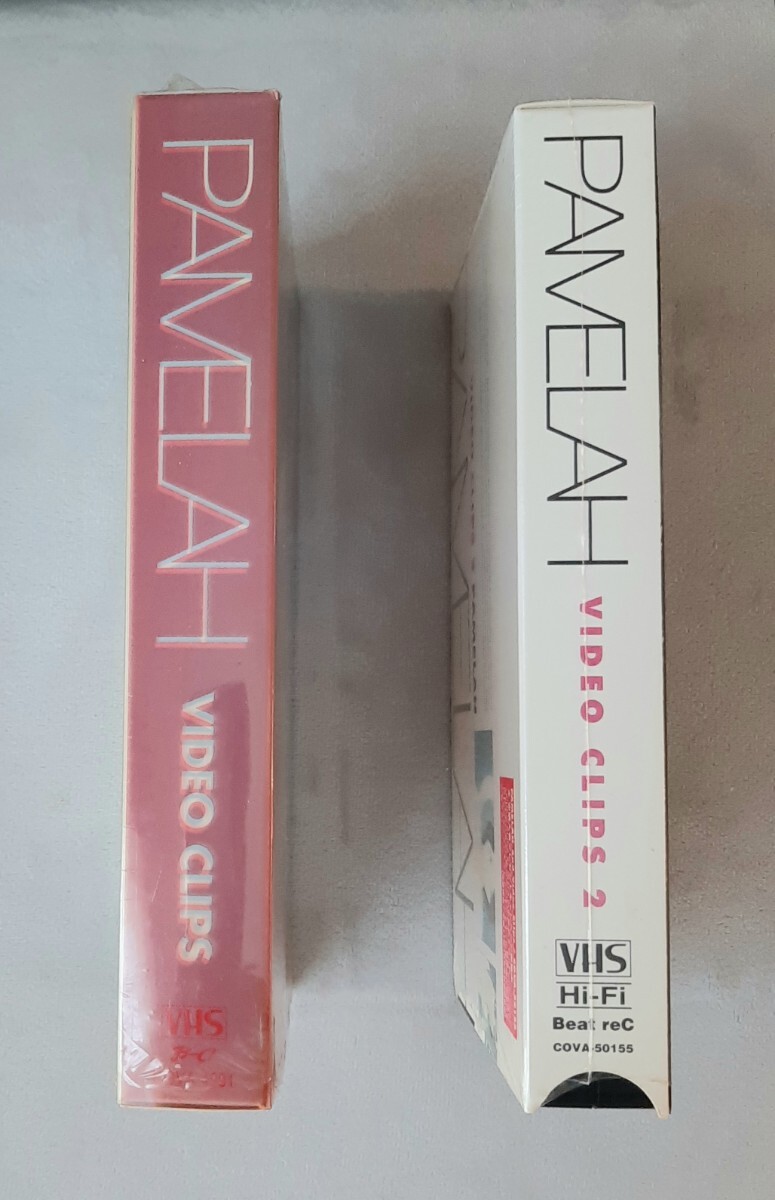 PAMELAH
VIDEO CLIPS
VHS
PAMELAH
VIDEO CLIPS 2
VHS
Hi-Fi
Beat reC
COVA-50155